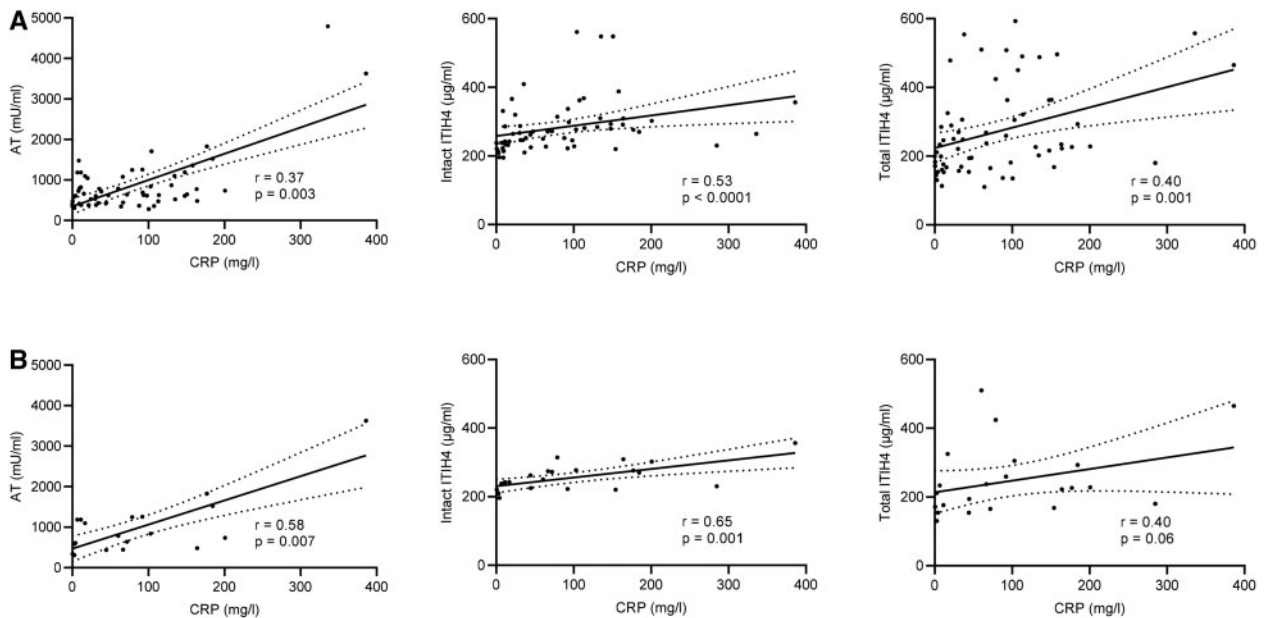 A
AT (mU/ml)
5000
4000
3000
2000
1000
0
r = 0.37
p = 0.003
0 100 200 300 400
CRP (mg/l)
Intact ITIH4 (µg/ml)
600
400
200
0
r = 0.53
p < 0.0001
0 100 200 300 400
CRP (mg/l)
Total ITIH4 (µg/ml)
600
400
200
0
r = 0.40
p = 0.001
0 100 200 300 400
CRP (mg/l)
B
AT (mU/ml)
5000
4000
3000
2000
1000
0
r = 0.58
p = 0.007
0 100 200 300 400
CRP (mg/l)
Intact ITIH4 (µg/ml)
600
400
200
0
r = 0.65
p = 0.001
0 100 200 300 400
CRP (mg/l)
Total ITIH4 (µg/ml)
600
400
200
0
r = 0.40
p = 0.06
0 100 200 300 400
CRP (mg/l)